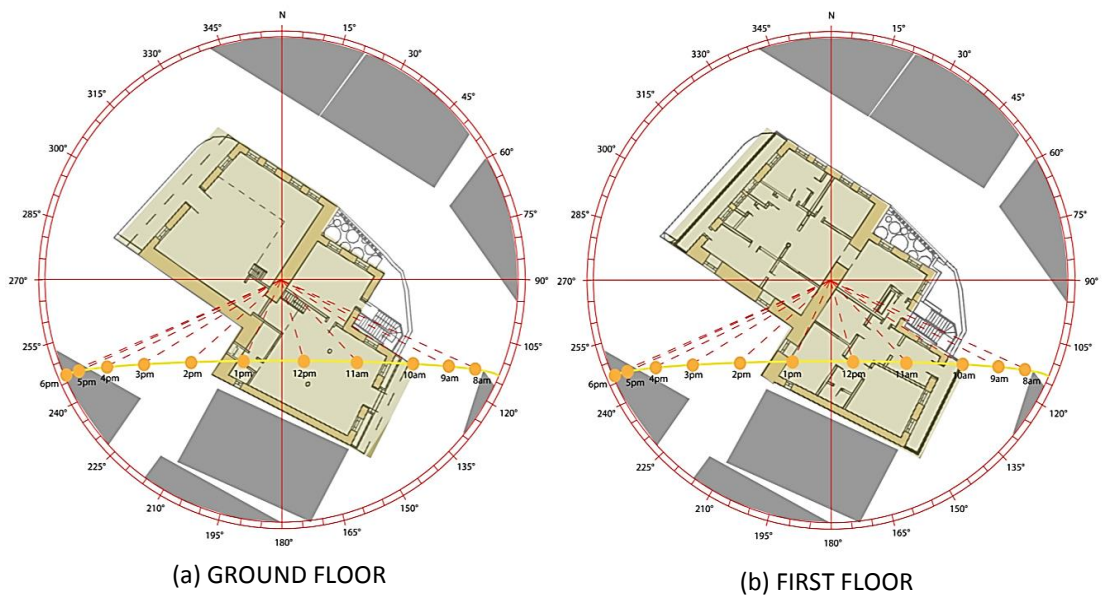 N
345°
15°
330°
30°
315°
45°
300°
60°
285°
75°
270°
90°
255°
105°
240°
120°
225°
135°
210°
150°
195°
165°
180°
6pm
5pm
4pm
3pm
2pm
1pm
12pm
11am
10am
9am
8am
(a) GROUND FLOOR
N
345°
15°
330°
30°
315°
45°
300°
60°
285°
75°
270°
90°
255°
105°
240°
120°
225°
135°
210°
150°
195°
165°
180°
6pm
5pm
4pm
3pm
2pm
1pm
12pm
11am
10am
9am
8am
(b) FIRST FLOOR